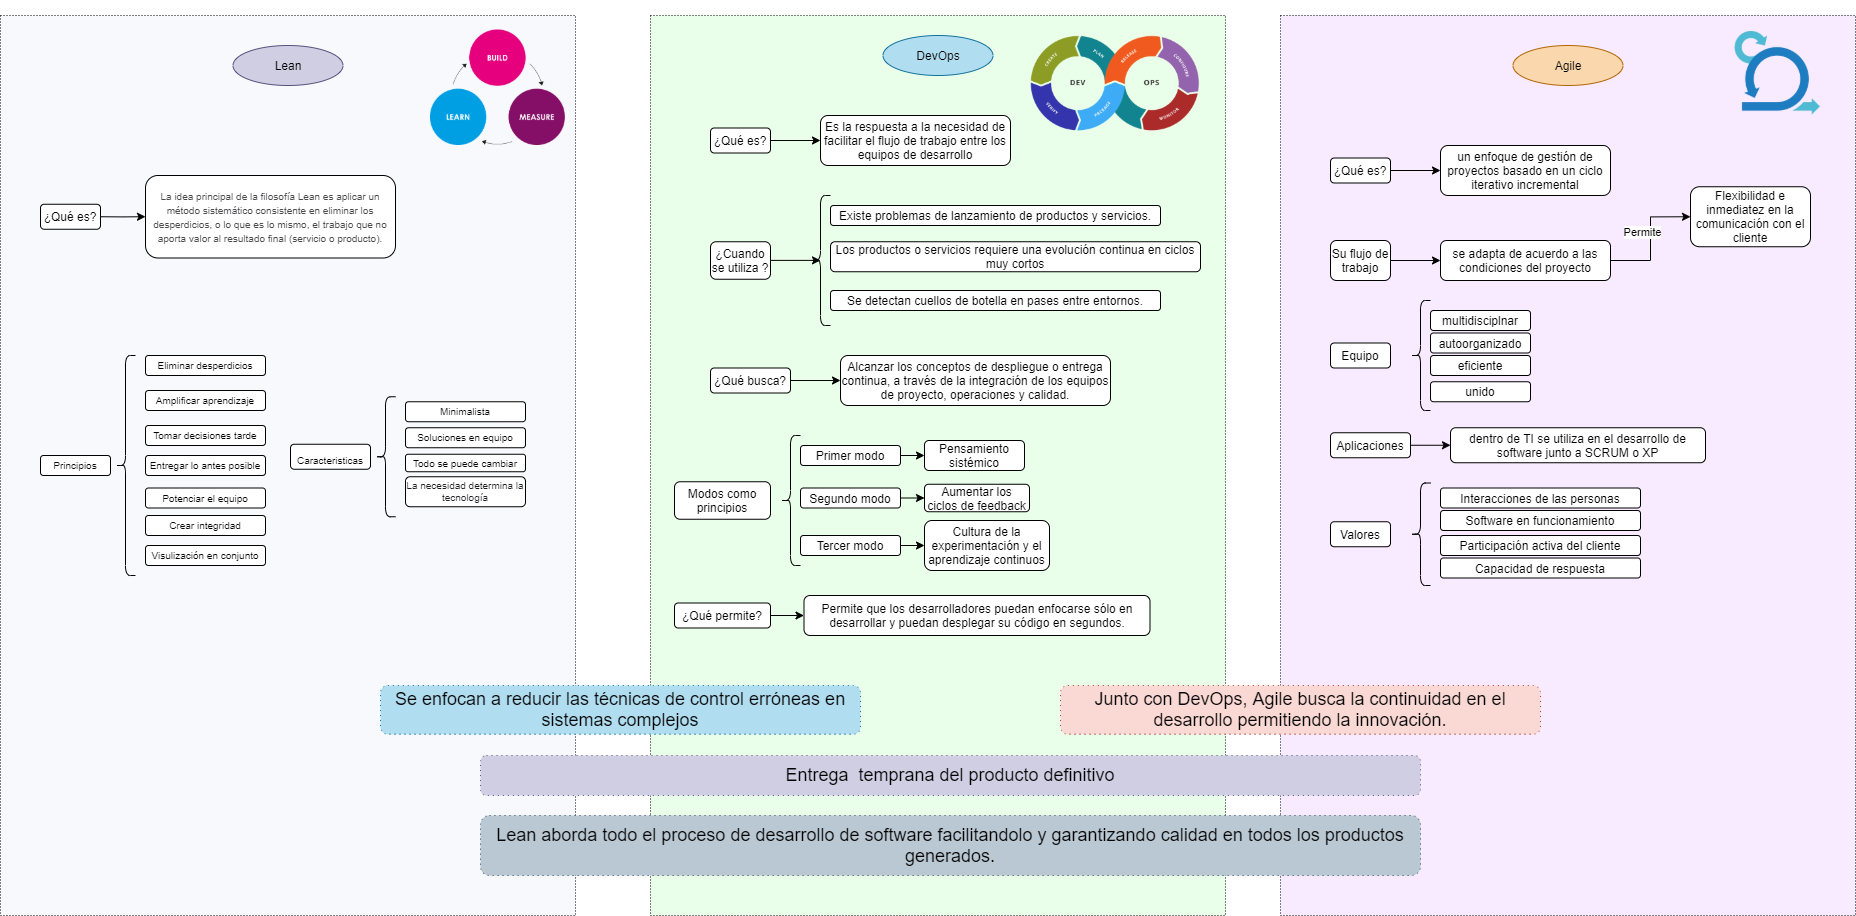 Lean
BUILD
LEARN
MEASURE
¿Qué es?
La idea principal de la filosofía Lean es aplicar un
método sistemático consistente en eliminar los
desperdicios, o lo que es lo mismo, el trabajo que no
aporta valor al resultado final (servicio o producto).
Principios
Eliminar desperdicios
Amplificar aprendizaje
Tomar decisiones tarde
Entregar lo antes posible
Potenciar el equipo
Crear integridad
Visulización en conjunto
Caracteristicas
Minimalista
Soluciones en equipo
Todo se puede cambiar
La necesidad determina la
tecnología
DevOps
CREATE
PLAN
VERIFY
PACKAGE
DEV
RELEASE
CONFIGURE
MONITOR
OPS
¿Qué es?
Es la respuesta a la necesidad de
facilitar el flujo de trabajo entre los
equipos de desarrollo
¿Cuando
se utiliza ?
Existe problemas de lanzamiento de productos y servicios.
Los productos o servicios requiere una evolución continua en ciclos
muy cortos
Se detectan cuellos de botella en pases entre entornos.
¿Qué busca?
Alcanzar los conceptos de despliegue o entrega
continua, a través de la integración de los equipos
de proyecto, operaciones y calidad.
Modos como
principios
Primer modo
Pensamiento
sistémico
Segundo modo
Aumentar los
ciclos de feedback
Tercer modo
Cultura de la
experimentación y el
aprendizaje continuos
¿Qué permite?
Permite que los desarrolladores puedan enfocarse sólo en
desarrollar y puedan desplegar su código en segundos.
Agile
¿Qué es?
un enfoque de gestión de
proyectos basado en un ciclo
iterativo incremental
Su flujo de
trabajo
se adapta de acuerdo a las
condiciones del proyecto
Permite
Flexibilidad e
inmediatez en la
comunicación con el
cliente
Equipo
multidisciplnar
autoorganizado
eficiente
unido
Aplicaciones
dentro de TI se utiliza en el desarrollo de
software junto a SCRUM o XP
Valores
Interacciones de las personas
Software en funcionamiento
Participación activa del cliente
Capacidad de respuesta
Se enfocan a reducir las técnicas de control erróneas en
sistemas complejos
Junto con DevOps, Agile busca la continuidad en el
desarrollo permitiendo la innovación.
Entrega  temprana del producto definitivo
Lean aborda todo el proceso de desarrollo de software facilitandolo y garantizando calidad en todos los productos
generados.